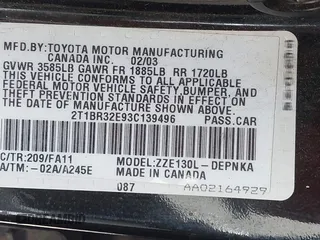 MFD.BY:TOYOTA MOTOR MANUFACTURING
CANADA INC. 02/03
GVWR 3585LB GAWR FR 1885LB RR 1720LB
THIS VEHICLE CONFORMS TO ALL APPLICABLE
FEDERAL MOTOR VEHICLE SAFETY, BUMPER, AND
THEFT PREVENTION STANDARDS IN EFFECT ON
THE DATE OF MANUFACTURE SHOWN ABOVE.
2T1BR32E93C139496 PASS.CAR
C/TR:209/FA11 MODEL:ZZE130L-DEPNKA
A/TM:-02A/A245E MADE IN CANADA
087 AA02164929